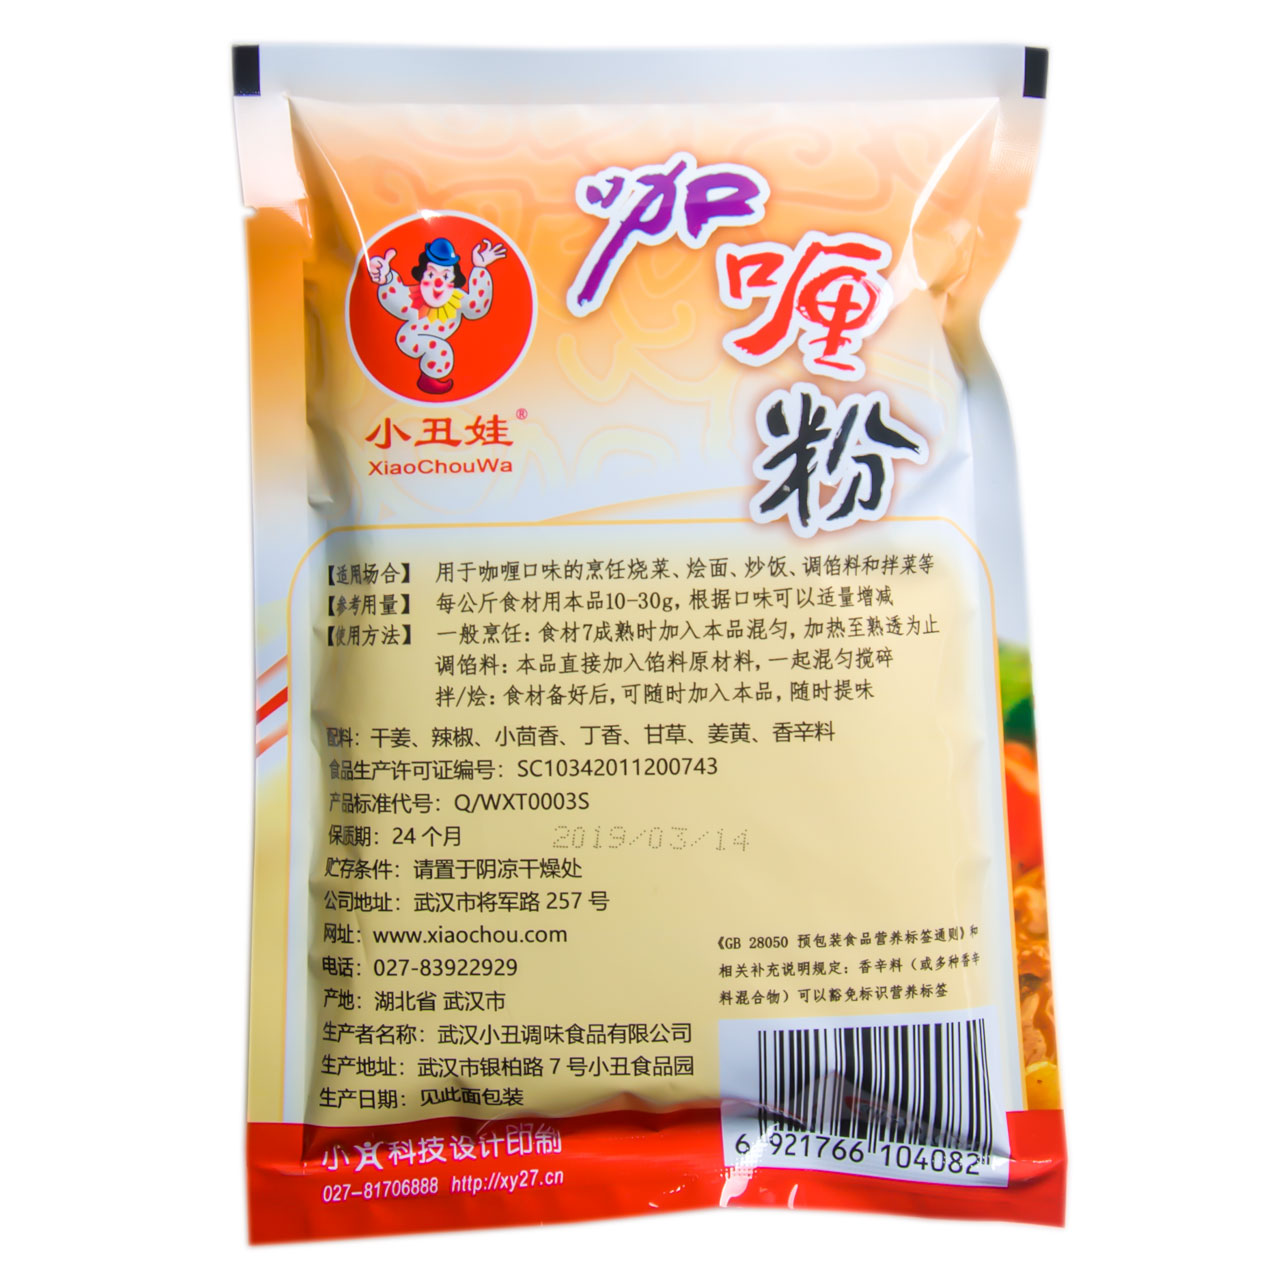 咖喱粉
小丑娃®
XiaoChouWa
【适用场合】 用于咖喱口味的烹饪烧菜、烩面、炒饭、调馅料和拌菜等
【参考用量】 每公斤食材用本品10-30g,根据口味可以适量增减
【使用方法】 一般烹饪:食材7成熟时加入本品混匀,加热至熟透为止
调馅料:本品直接加入馅料原材料,一起混匀搅碎
拌/烩:食材备好后,可随时加入本品,随时提味
配料:干姜、辣椒、小茴香、丁香、甘草、姜黄、香辛料
食品生产许可证编号:SC10342011200743
产品标准代号:Q/WXT0003S
保质期:24个月
2019/03/14
贮存条件:请置于阴凉干燥处
公司地址:武汉市将军路257号
网址:www.xiaochou.com
电话:027-83922929
产地:湖北省 武汉市
生产者名称:武汉小丑调味食品有限公司
生产地址:武汉市银柏路7号小丑食品园
生产日期:见此面包装
《GB 28050 预包装食品营养标签通则》和
相关补充说明规定:香辛料(或多种香辛
料混合物)可以豁免标识营养标签
6 921766 104082
小 科技设计印制
027-81706888 http://xy27.cn